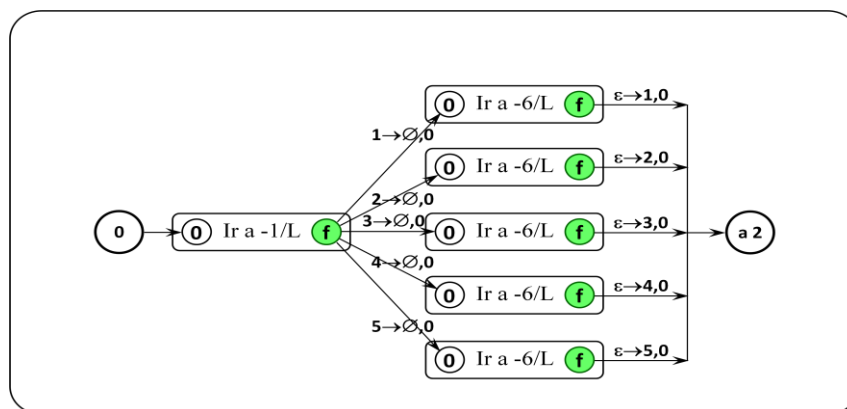 0 Ir a -6/L f ε→1,0
1→∅,0
0 Ir a -6/L f ε→2,0
2→∅,0
0 0 Ir a -1/L f 3→∅,0 0 Ir a -6/L f ε→3,0 a 2
4→∅,0
0 Ir a -6/L f ε→4,0
5→∅,0
0 Ir a -6/L f ε→5,0